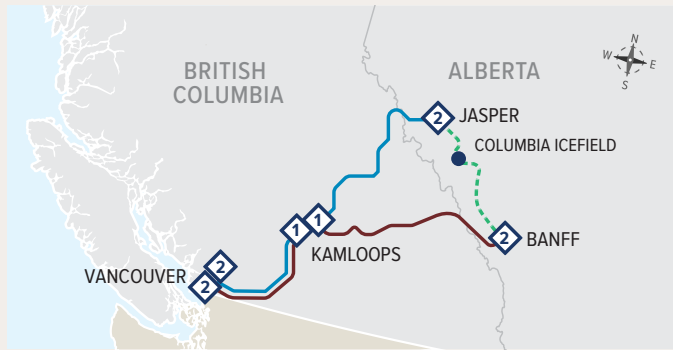 BRITISH
COLUMBIA
ALBERTA
N
W
E
S
2
JASPER
COLUMBIA ICEFIELD
1
1
KAMLOOPS
2
BANFF
2
VANCOUVER
2